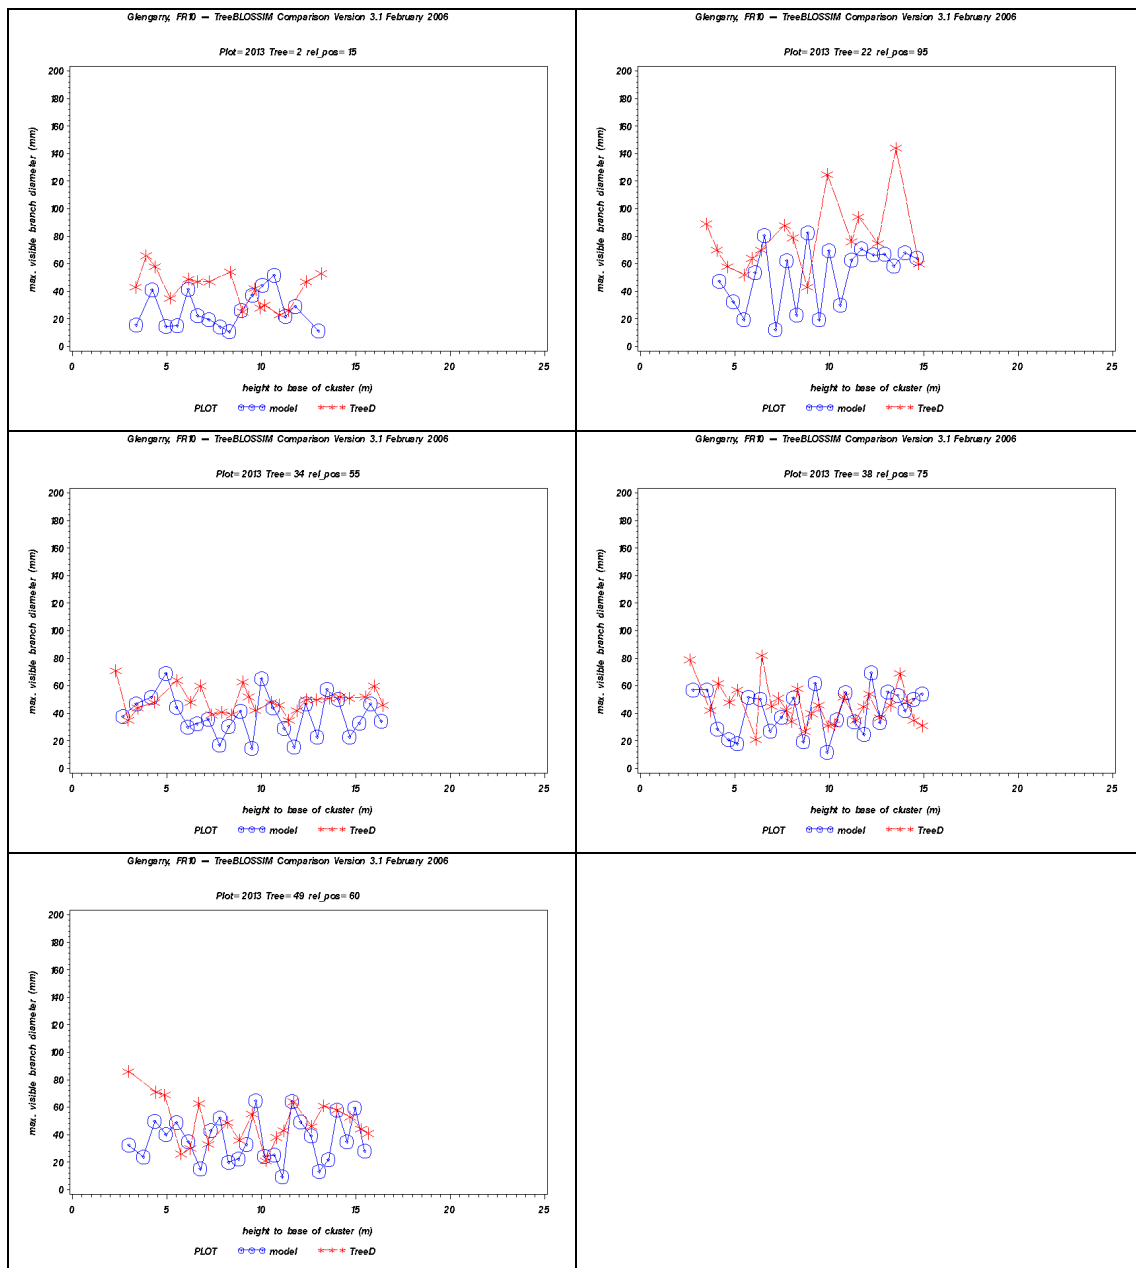 Glengarry, FR10 — TreeBLOSSIM Comparison Version 3.1 February 2006
Plot= 2013 Tree= 2 rel_pos= 15
max. visible branch diameter (mm)
200
180
160
140
120
100
80
60
40
20
0
0 5 10 15 20 25
height to base of cluster (m)
PLOT model TreeD
Glengarry, FR10 — TreeBLOSSIM Comparison Version 3.1 February 2006
Plot= 2013 Tree= 22 rel_pos= 95
max. visible branch diameter (mm)
200
180
160
140
120
100
80
60
40
20
0
0 5 10 15 20 25
height to base of cluster (m)
PLOT model TreeD
Glengarry, FR10 — TreeBLOSSIM Comparison Version 3.1 February 2006
Plot= 2013 Tree= 34 rel_pos= 55
max. visible branch diameter (mm)
200
180
160
140
120
100
80
60
40
20
0
0 5 10 15 20 25
height to base of cluster (m)
PLOT model TreeD
Glengarry, FR10 — TreeBLOSSIM Comparison Version 3.1 February 2006
Plot= 2013 Tree= 38 rel_pos= 75
max. visible branch diameter (mm)
200
180
160
140
120
100
80
60
40
20
0
0 5 10 15 20 25
height to base of cluster (m)
PLOT model TreeD
Glengarry, FR10 — TreeBLOSSIM Comparison Version 3.1 February 2006
Plot= 2013 Tree= 49 rel_pos= 60
max. visible branch diameter (mm)
200
180
160
140
120
100
80
60
40
20
0
0 5 10 15 20 25
height to base of cluster (m)
PLOT model TreeD